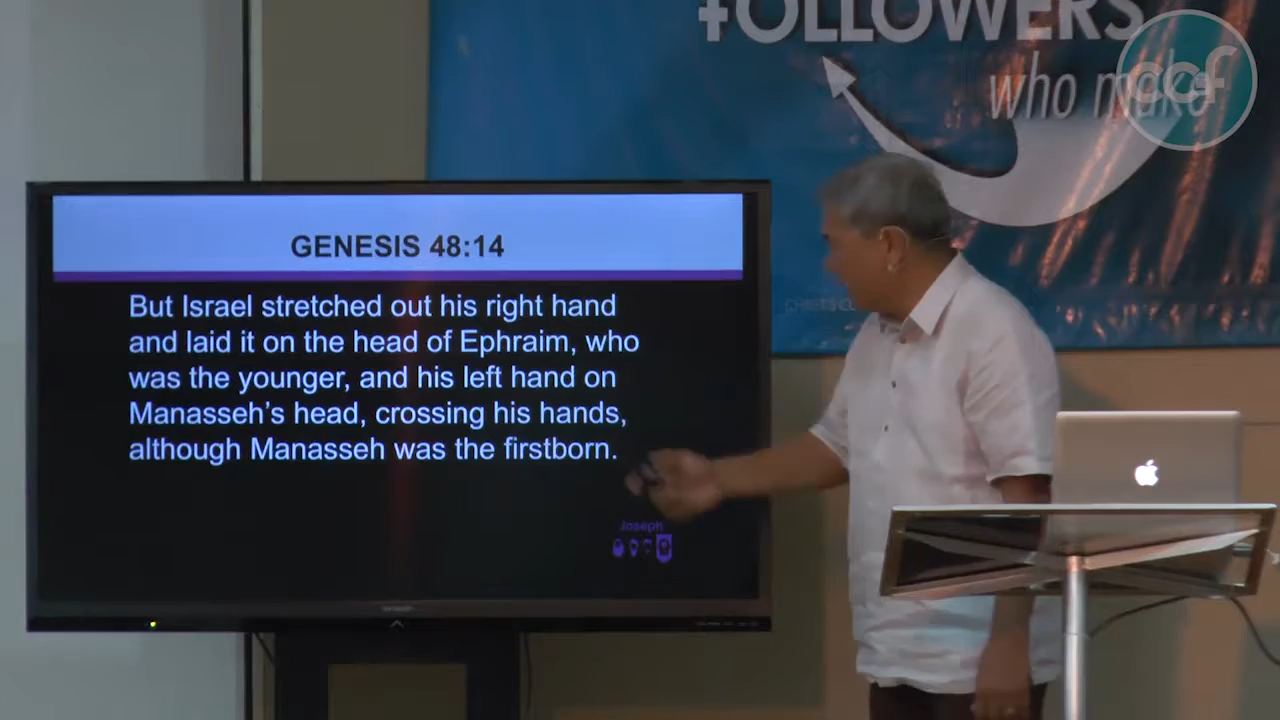 FOLLOWERS
who make
ccf
GENESIS 48:14
But Israel stretched out his right hand
and laid it on the head of Ephraim, who
was the younger, and his left hand on
Manasseh's head, crossing his hands,
although Manasseh was the firstborn.
Joseph